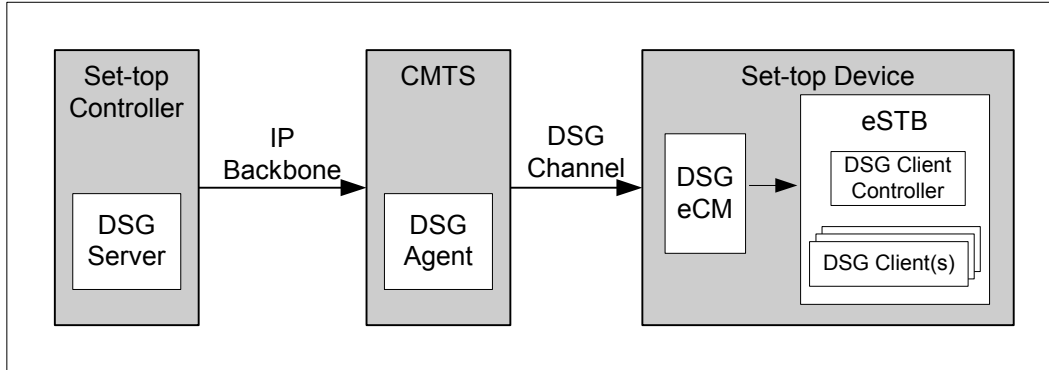 Set-top
Controller
DSG
Server
IP
Backbone
CMTS
DSG
Agent
DSG
Channel
Set-top Device
DSG
eCM
eSTB
DSG Client
Controller
DSG Client(s)